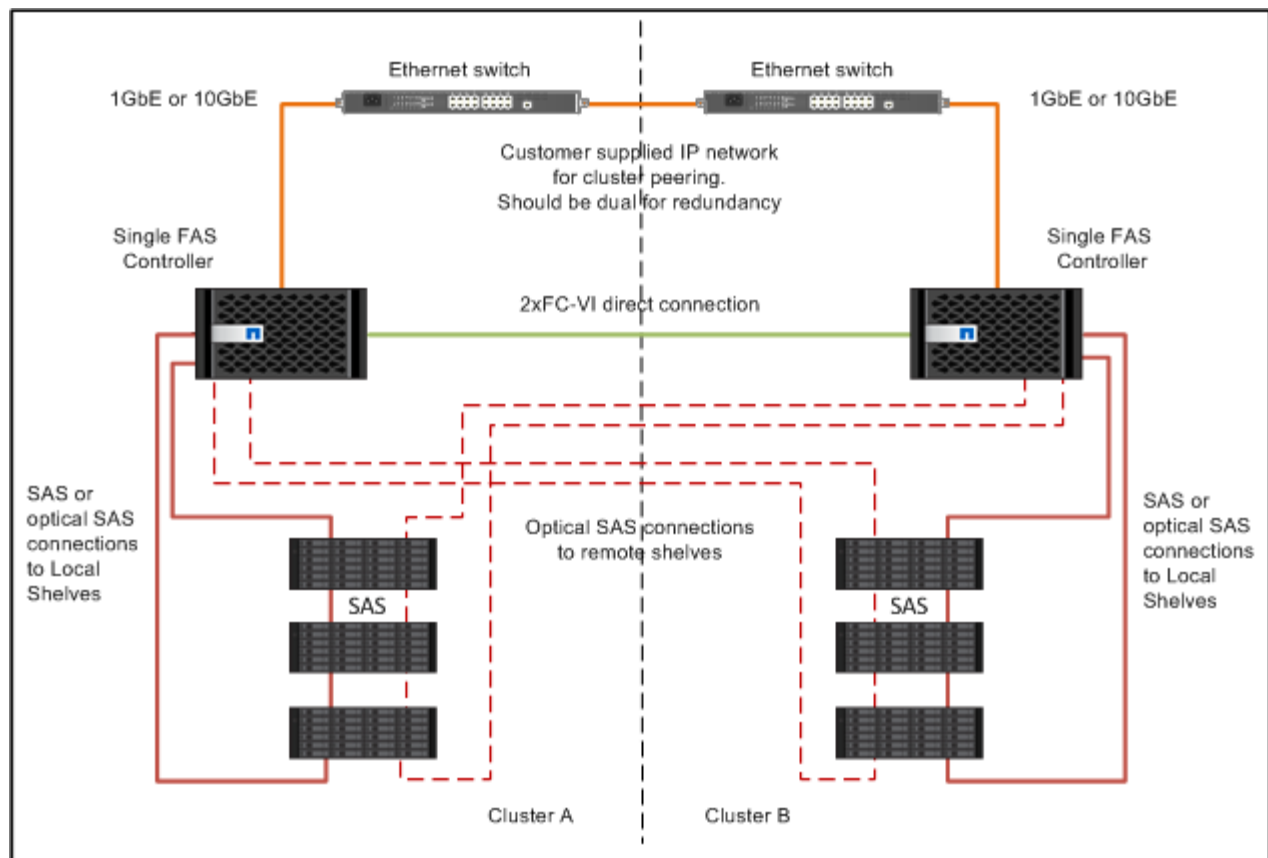 Ethernet switch
Ethernet switch
1GbE or 10GbE
1GbE or 10GbE
Customer supplied IP network
for cluster peering.
Should be dual for redundancy
Single FAS
Controller
Single FAS
Controller
2xFC-VI direct connection
SAS or
optical SAS
connections
to Local
Shelves
Optical SAS connections
to remote shelves
SAS or
optical SAS
connections
to Local
Shelves
SAS
SAS
Cluster A
Cluster B